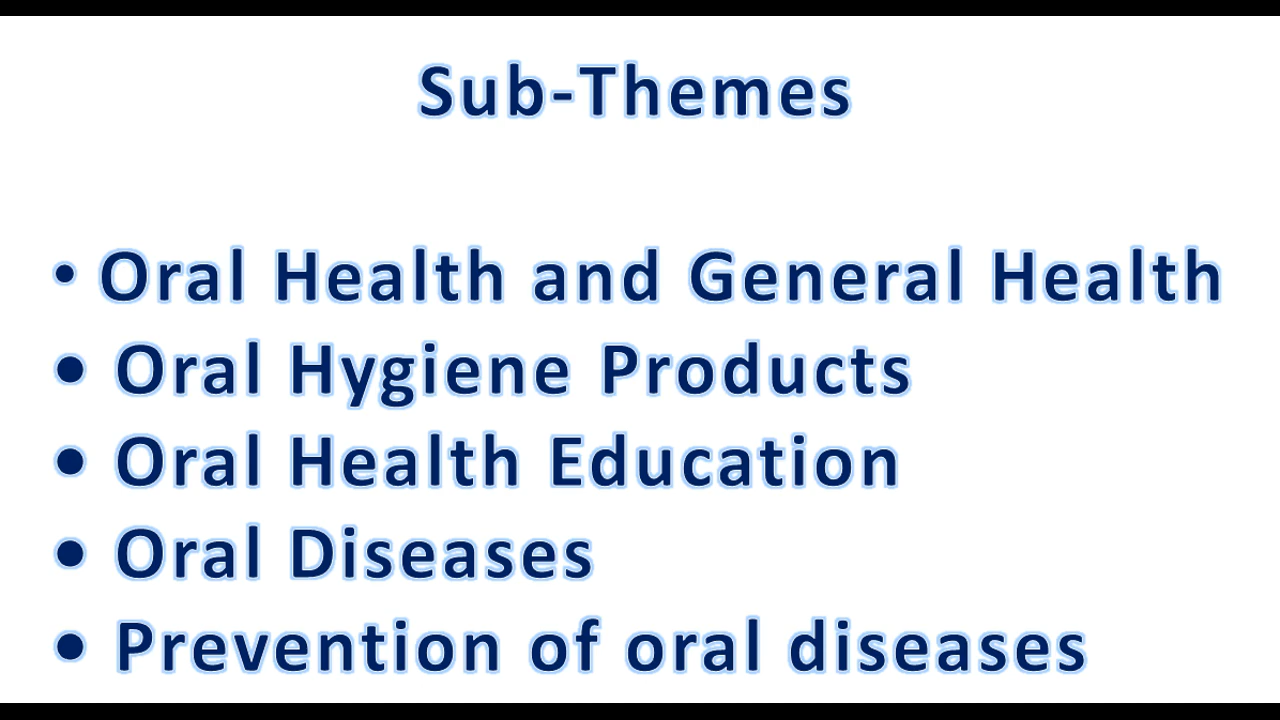 Sub-Themes
• Oral Health and General Health
• Oral Hygiene Products
• Oral Health Education
• Oral Diseases
• Prevention of oral diseases